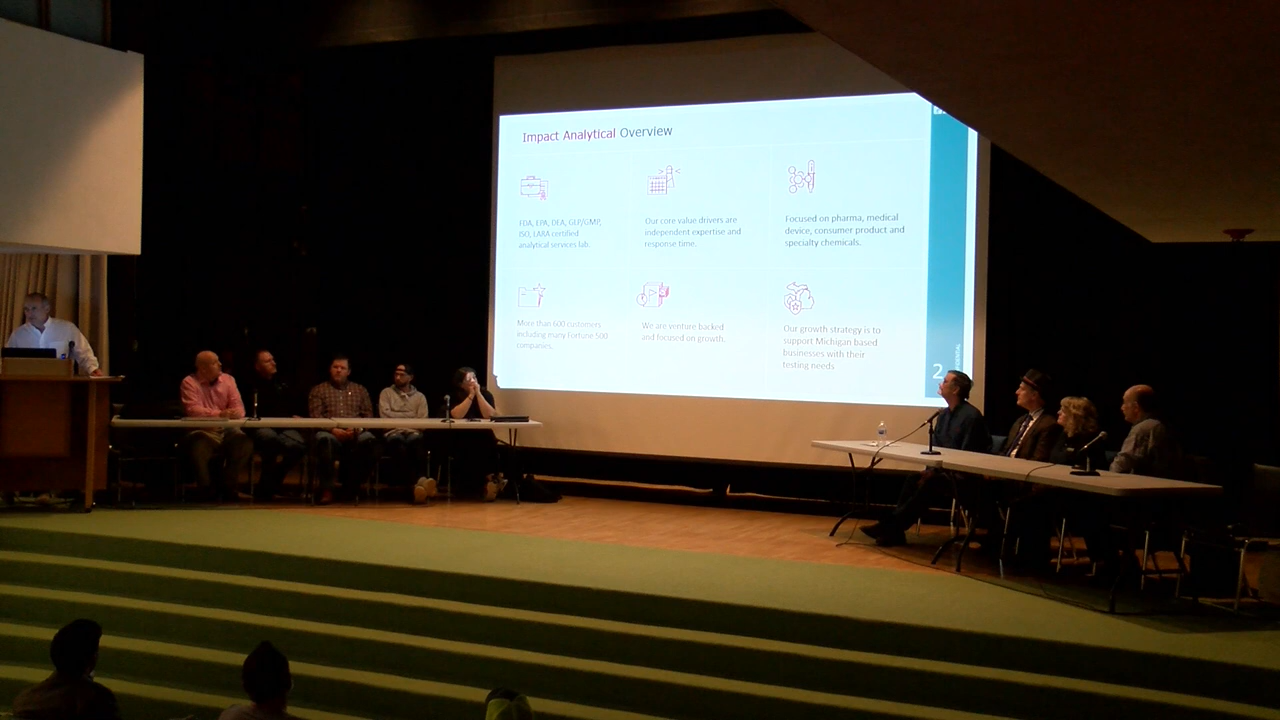 Impact Analytical Overview
FDA, EPA, DEA, GLP/GMP,
ISO, LARA certified
analytical services lab.
Our core value drivers are
independent expertise and
response time.
Focused on pharma, medical
device, consumer product and
specialty chemicals.
More than 600 customers
including many Fortune 500
companies.
We are venture backed
and focused on growth.
Our growth strategy is to
support Michigan based
businesses with their
testing needs
2